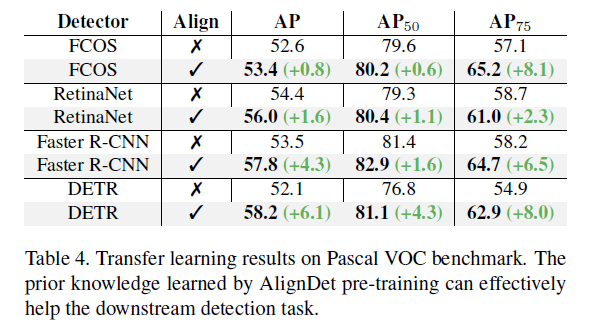 Detector Align AP AP50 AP75
FCOS ✗ 52.6 79.6 57.1
FCOS ✓ 53.4 (+0.8) 80.2 (+0.6) 65.2 (+8.1)
RetinaNet ✗ 54.4 79.3 58.7
RetinaNet ✓ 56.0 (+1.6) 80.4 (+1.1) 61.0 (+2.3)
Faster R-CNN ✗ 53.5 81.4 58.2
Faster R-CNN ✓ 57.8 (+4.3) 82.9 (+1.6) 64.7 (+6.5)
DETR ✗ 52.1 76.8 54.9
DETR ✓ 58.2 (+6.1) 81.1 (+4.3) 62.9 (+8.0)
Table 4. Transfer learning results on Pascal VOC benchmark. The
prior knowledge learned by AlignDet pre-training can effectively
help the downstream detection task.